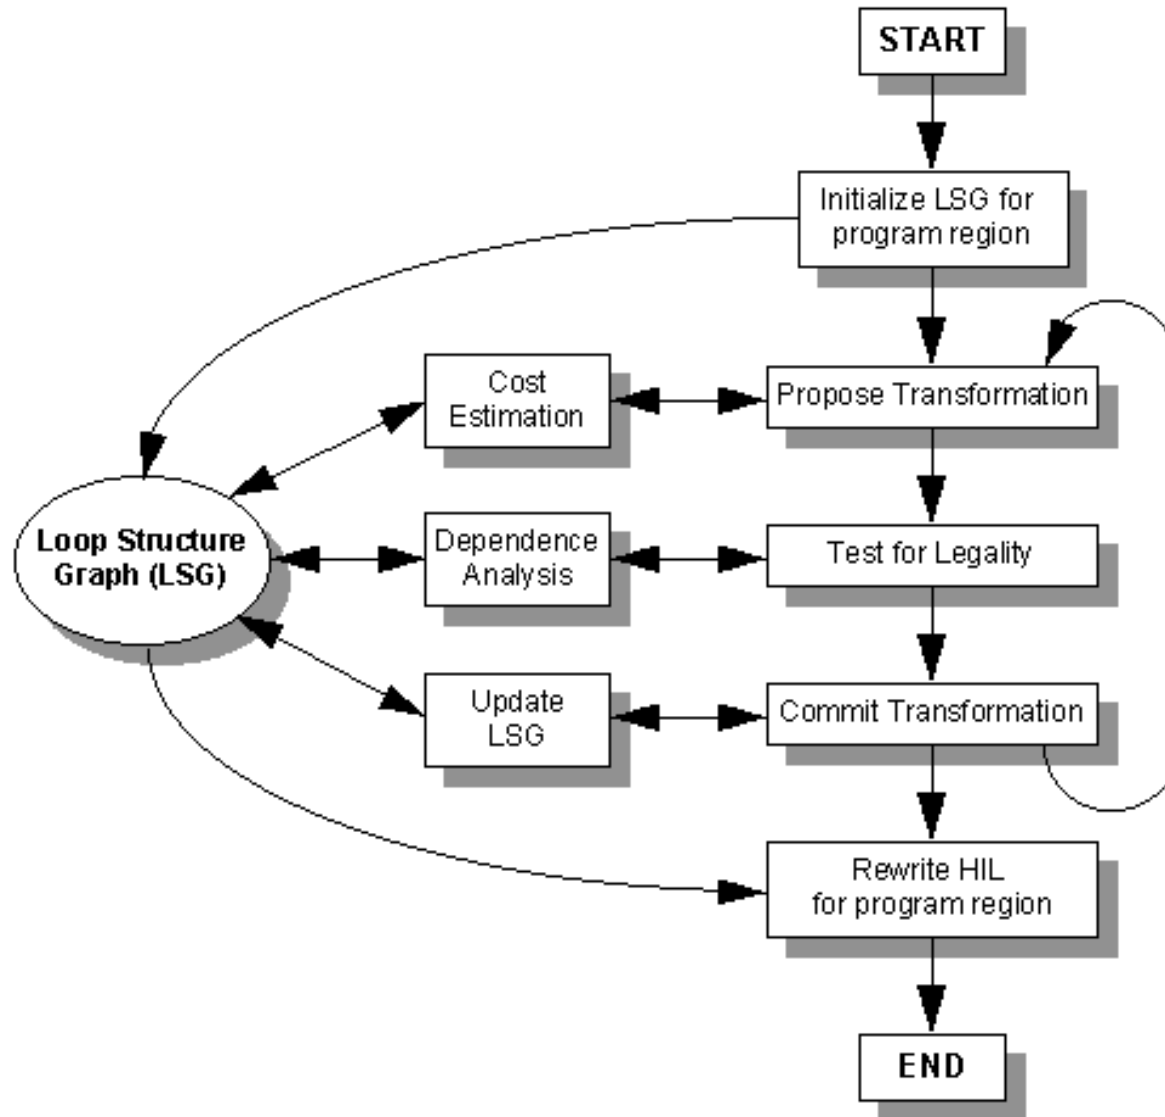 START
Initialize LSG for
program region
Cost
Estimation
Propose Transformation
Loop Structure
Graph (LSG)
Dependence
Analysis
Test for Legality
Update
LSG
Commit Transformation
Rewrite HIL
for program region
END